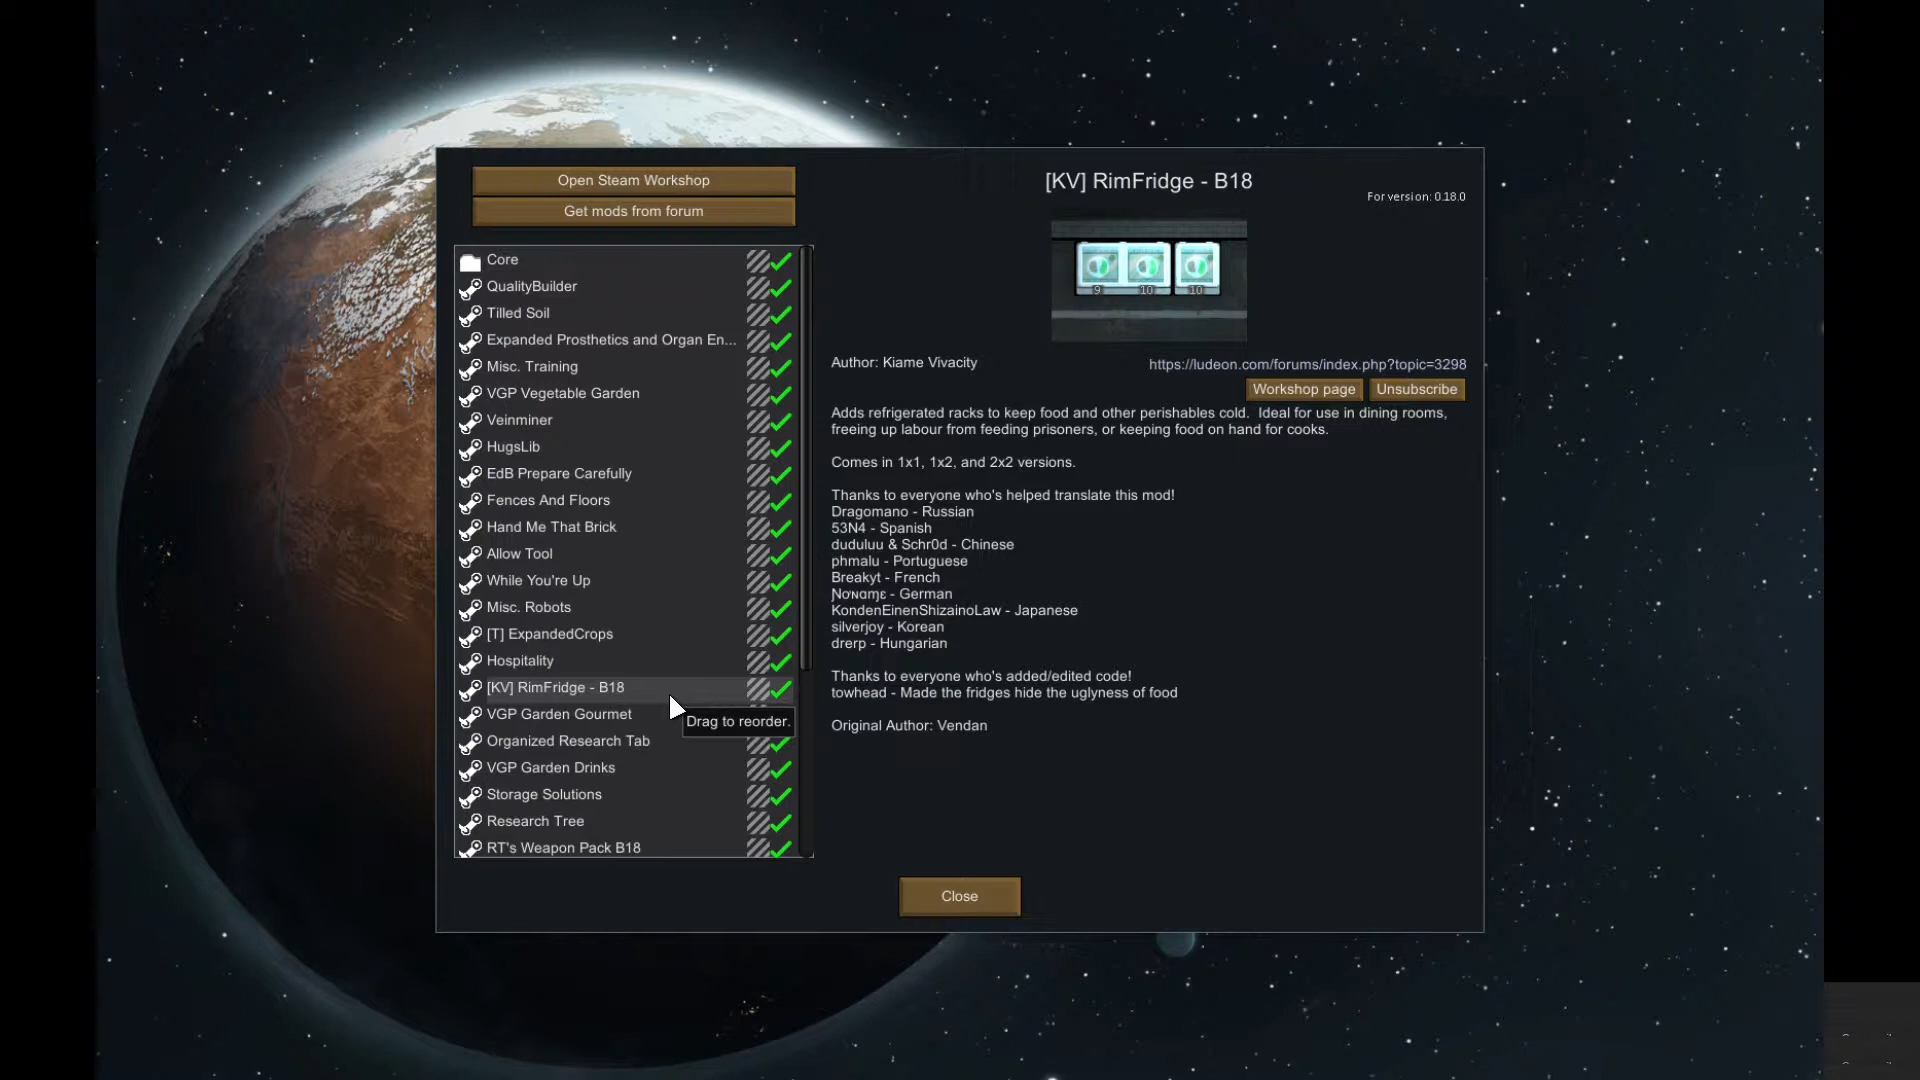 Open Steam Workshop
Get mods from forum
Core
QualityBuilder
Tilled Soil
Expanded Prosthetics and Organ En...
Misc. Training
VGP Vegetable Garden
Veinminer
HugsLib
EdB Prepare Carefully
Fences And Floors
Hand Me That Brick
Allow Tool
While You're Up
Misc. Robots
[T] ExpandedCrops
Hospitality
[KV] RimFridge - B18
VGP Garden Gourmet
Drag to reorder.
Organized Research Tab
VGP Garden Drinks
Storage Solutions
Research Tree
RT's Weapon Pack B18
[KV] RimFridge - B18
For version: 0.18.0
9 10 10
Author: Kiame Vivacity
https://ludeon.com/forums/index.php?topic=3298
Workshop page
Unsubscribe
Adds refrigerated racks to keep food and other perishables cold.  Ideal for use in dining rooms,
freeing up labour from feeding prisoners, or keeping food on hand for cooks.
Comes in 1x1, 1x2, and 2x2 versions.
Thanks to everyone who's helped translate this mod!
Dragomano - Russian
53N4 - Spanish
duduluu & Schr0d - Chinese
phmalu - Portuguese
Breakyt - French
Ɲơɴαɱɛ - German
KondenEinenShizainoLaw - Japanese
silverjoy - Korean
drerp - Hungarian
Thanks to everyone who's added/edited code!
towhead - Made the fridges hide the uglyness of food
Original Author: Vendan
Close